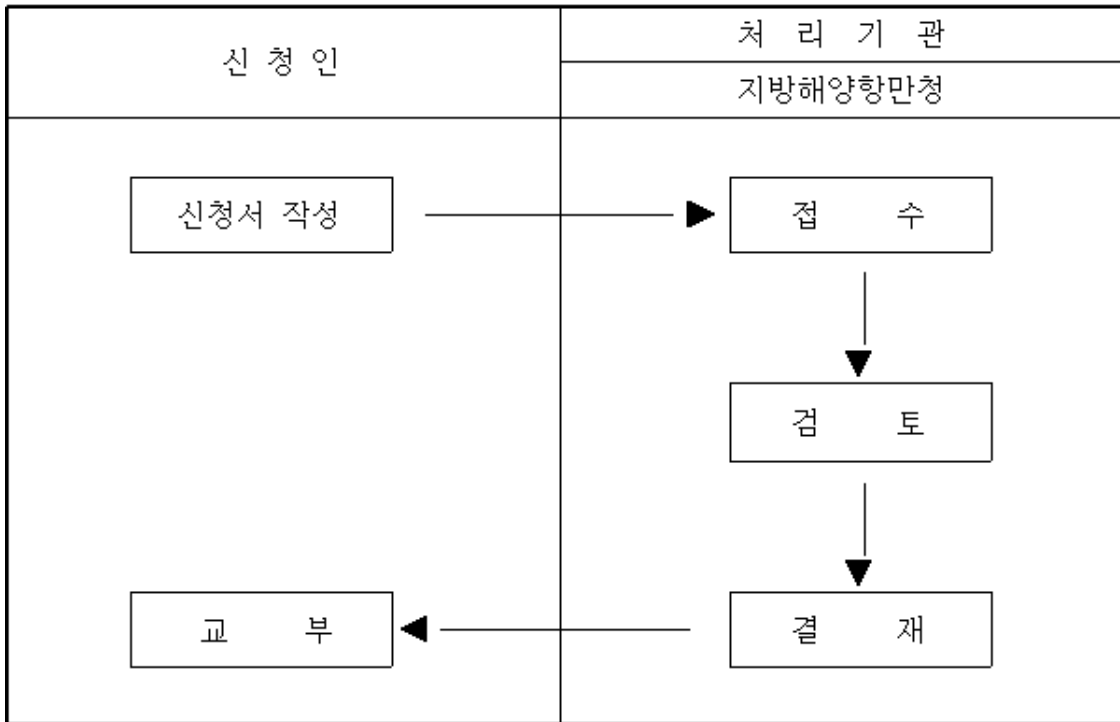 신 청 인
처 리 기 관
지방해양항만청
신청서 작성
접 수
검 토
교 부
결 재